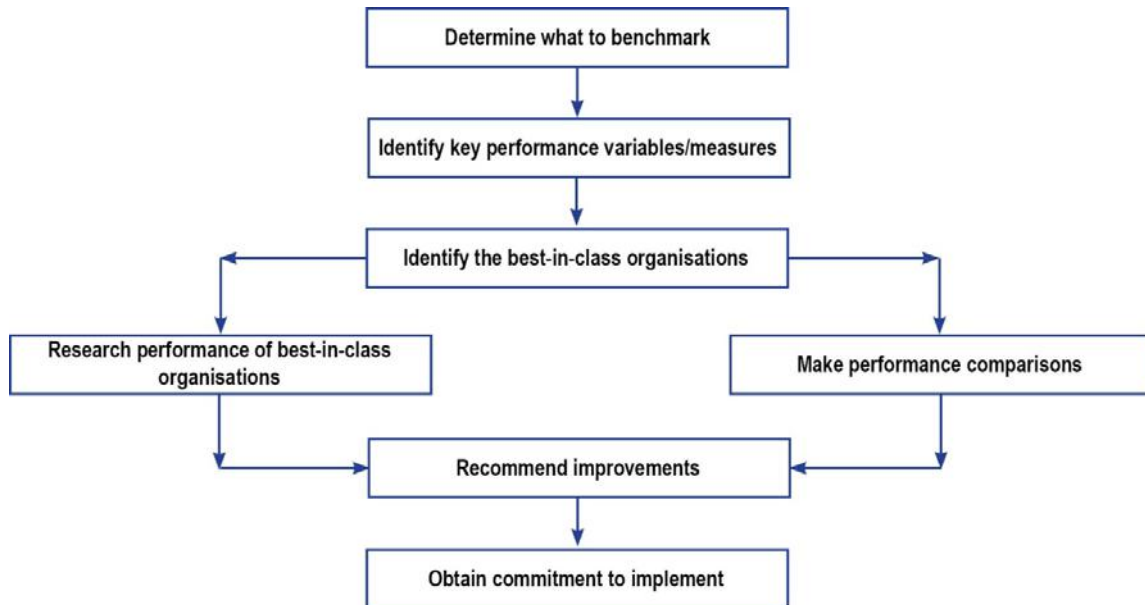 Determine what to benchmark
Identify key performance variables/measures
Identify the best-in-class organisations
Research performance of best-in-class
organisations
Make performance comparisons
Recommend improvements
Obtain commitment to implement